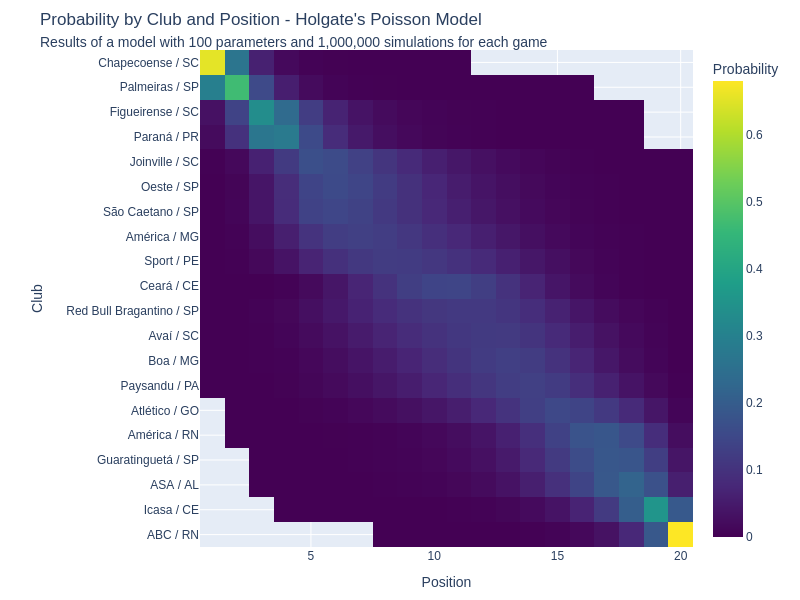 Probability by Club and Position - Holgate's Poisson Model
Results of a model with 100 parameters and 1,000,000 simulations for each game
Probability
Chapecoense / SC
Palmeiras / SP
Figueirense / SC
Paraná / PR
Joinville / SC
Oeste / SP
São Caetano / SP
América / MG
Sport / PE
Ceará / CE
Red Bull Bragantino / SP
Avaí / SC
Boa / MG
Paysandu / PA
Atlético / GO
América / RN
Guaratinguetá / SP
ASA / AL
Icasa / CE
ABC / RN
Club
5
10
15
20
Position
0.6
0.5
0.4
0.3
0.2
0.1
0